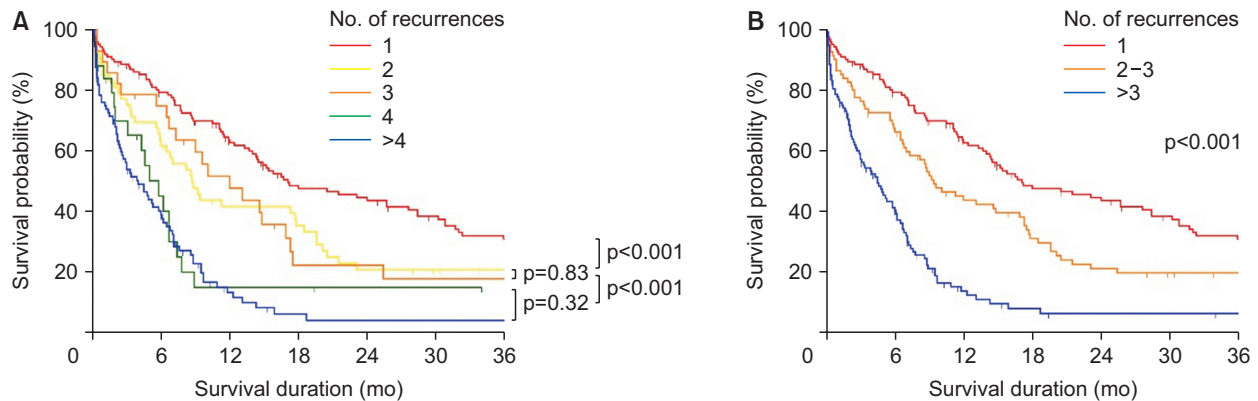 A
No. of recurrences
1
2
3
4
>4
100
80
60
40
20
0
6
12
18
24
30
36
Survival probability (%)
Survival duration (mo)
p<0.001
p=0.83
p<0.001
p=0.32
B
No. of recurrences
1
2−3
>3
p<0.001
100
80
60
40
20
0
6
12
18
24
30
36
Survival probability (%)
Survival duration (mo)